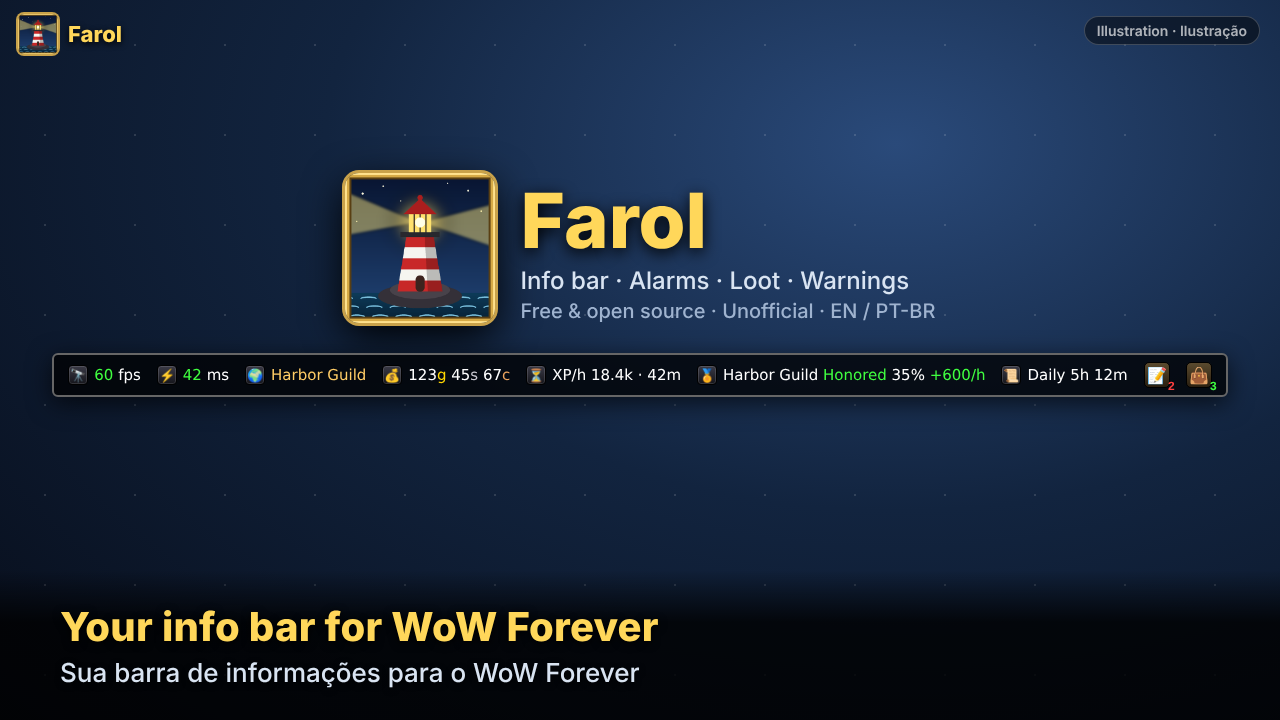 Farol
Illustration · Ilustração
Farol
Info bar · Alarms · Loot · Warnings
Free & open source · Unofficial · EN / PT-BR
60 fps 42 ms Harbor Guild 123g 45s 67c XP/h 18.4k · 42m Harbor Guild Honored 35% +600/h Daily 5h 12m 2 3
Your info bar for WoW Forever
Sua barra de informações para o WoW Forever